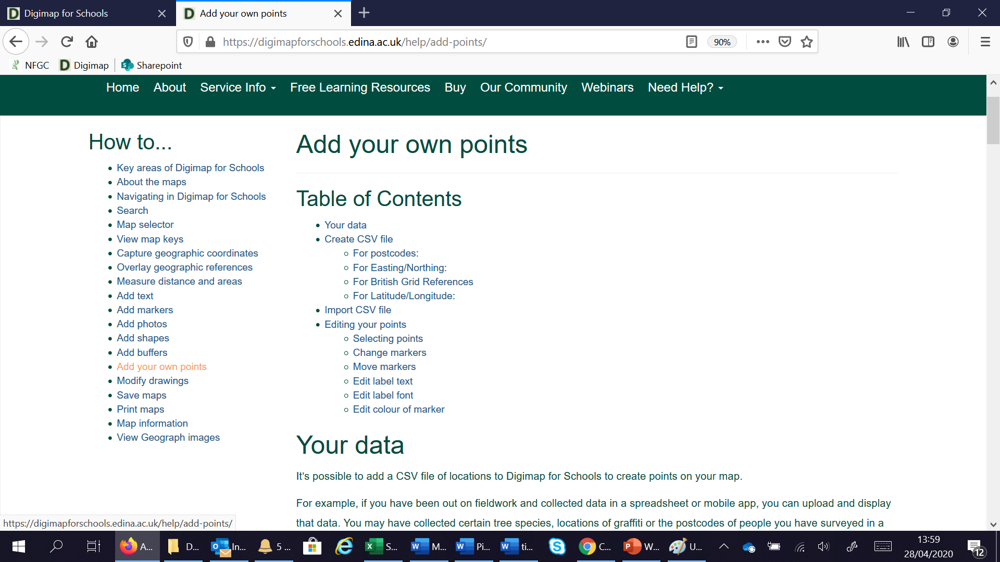 Digimap for Schools
Add your own points
https://digimapforschools.edina.ac.uk/help/add-points/
90%
NFGC
Digimap
Sharepoint
Home About Service Info Free Learning Resources Buy Our Community Webinars Need Help?
How to...
Key areas of Digimap for Schools
About the maps
Navigating in Digimap for Schools
Search
Map selector
View map keys
Capture geographic coordinates
Overlay geographic references
Measure distance and areas
Add text
Add markers
Add photos
Add shapes
Add buffers
Add your own points
Modify drawings
Save maps
Print maps
Map information
View Geograph images
Add your own points
Table of Contents
Your data
Create CSV file
For postcodes:
For Easting/Northing:
For British Grid References
For Latitude/Longitude:
Import CSV file
Editing your points
Selecting points
Change markers
Move markers
Edit label text
Edit label font
Edit colour of marker
Your data
It's possible to add a CSV file of locations to Digimap for Schools to create points on your map.
For example, if you have been out on fieldwork and collected data in a spreadsheet or mobile app, you can upload and display
that data. You may have collected certain tree species, locations of graffiti or the postcodes of people you have surveyed in a
https://digimapforschools.edina.ac.uk/help/add-points/
A... D... In... 5 ... S... M... Pi... ti... C... W... U...
13:59
28/04/2020
12